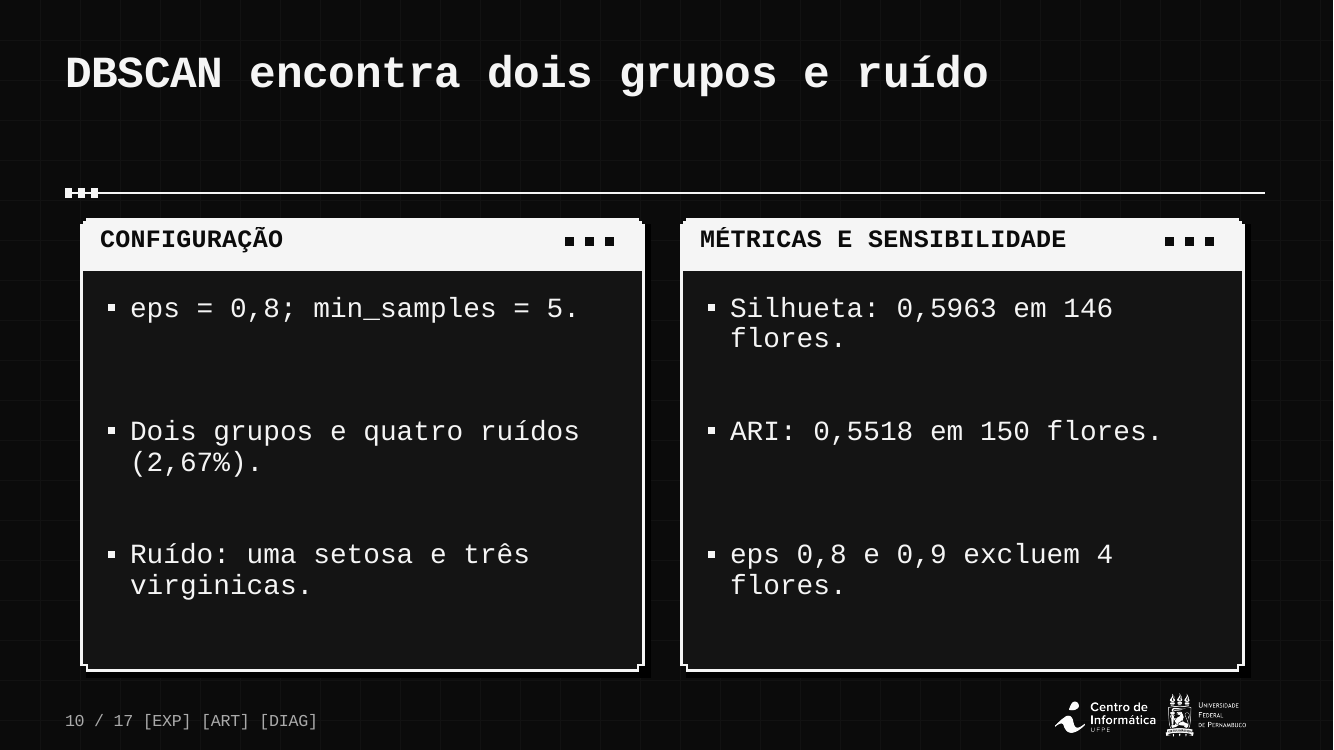 DBSCAN encontra dois grupos e ruído
CONFIGURAÇÃO
eps = 0,8; min_samples = 5.
Dois grupos e quatro ruídos
(2,67%).
Ruído: uma setosa e três
virginicas.
MÉTRICAS E SENSIBILIDADE
Silhueta: 0,5963 em 146
flores.
ARI: 0,5518 em 150 flores.
eps 0,8 e 0,9 excluem 4
flores.
10 / 17 [EXP] [ART] [DIAG]
Centro de
Informática
UFPE
Universidade
Federal
de Pernambuco